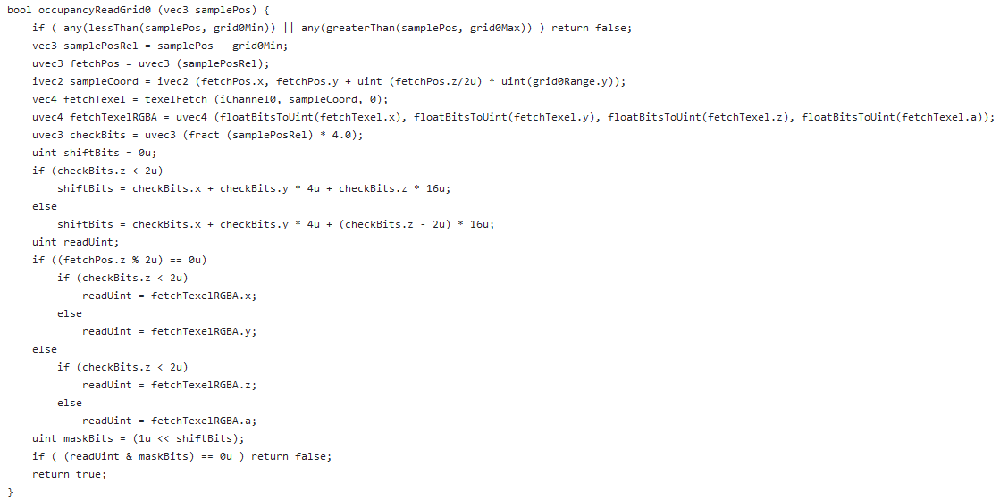 bool occupancyReadGrid0 (vec3 samplePos) {
    if ( any(lessThan(samplePos, grid0Min)) || any(greaterThan(samplePos, grid0Max)) ) return false;
    vec3 samplePosRel = samplePos - grid0Min;
    uvec3 fetchPos = uvec3 (samplePosRel);
    ivec2 sampleCoord = ivec2 (fetchPos.x, fetchPos.y + uint (fetchPos.z/2u) * uint(grid0Range.y));
    vec4 fetchTexel = texelFetch (iChannel0, sampleCoord, 0);
    uvec4 fetchTexelRGBA = uvec4 (floatBitsToUint(fetchTexel.x), floatBitsToUint(fetchTexel.y), floatBitsToUint(fetchTexel.z), floatBitsToUint(fetchTexel.a));
    uvec3 checkBits = uvec3 (fract (samplePosRel) * 4.0);
    uint shiftBits = 0u;
    if (checkBits.z < 2u)
        shiftBits = checkBits.x + checkBits.y * 4u + checkBits.z * 16u;
    else
        shiftBits = checkBits.x + checkBits.y * 4u + (checkBits.z - 2u) * 16u;
    uint readUint;
    if ((fetchPos.z % 2u) == 0u)
        if (checkBits.z < 2u)
            readUint = fetchTexelRGBA.x;
        else
            readUint = fetchTexelRGBA.y;
    else
        if (checkBits.z < 2u)
            readUint = fetchTexelRGBA.z;
        else
            readUint = fetchTexelRGBA.a;
    uint maskBits = (1u << shiftBits);
    if ( (readUint & maskBits) == 0u ) return false;
    return true;
}